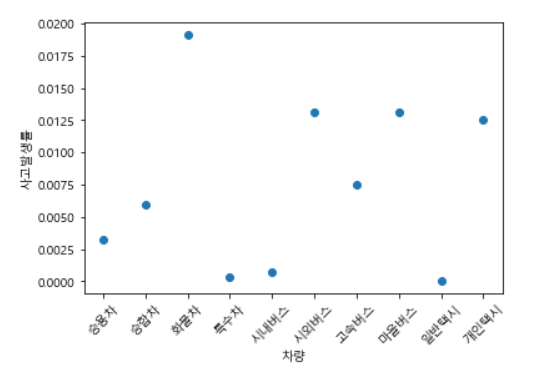 0.0200
0.0175
0.0150
0.0125
0.0100
0.0075
0.0050
0.0025
0.0000
사고발생률
승용차
승합차
화물차
특수차
시내버스
시외버스
고속버스
마을버스
일반택시
개인택시
차량